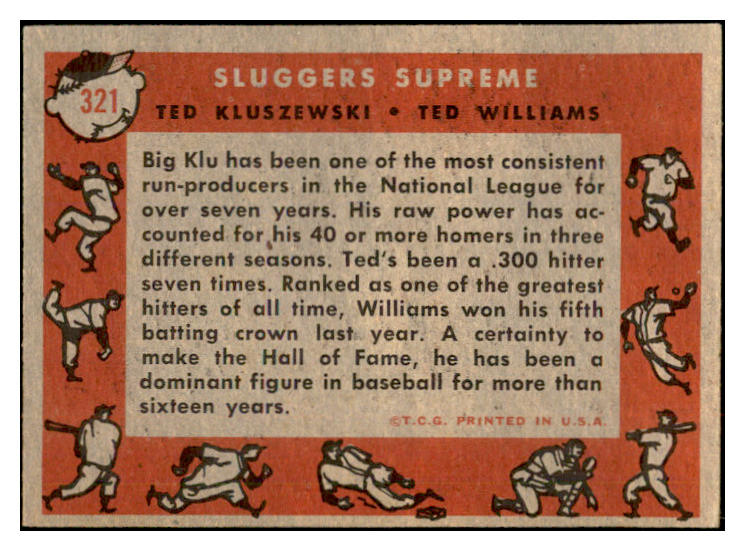 321
SLUGGERS SUPREME
TED KLUSZEWSKI • TED WILLIAMS
Big Klu has been one of the most consistent
run-producers in the National League for
over seven years. His raw power has ac-
counted for his 40 or more homers in three
different seasons. Ted's been a .300 hitter
seven times. Ranked as one of the greatest
hitters of all time, Williams won his fifth
batting crown last year. A certainty to
make the Hall of Fame, he has been a
dominant figure in baseball for more than
sixteen years.
©T.C.G. PRINTED IN U.S.A.